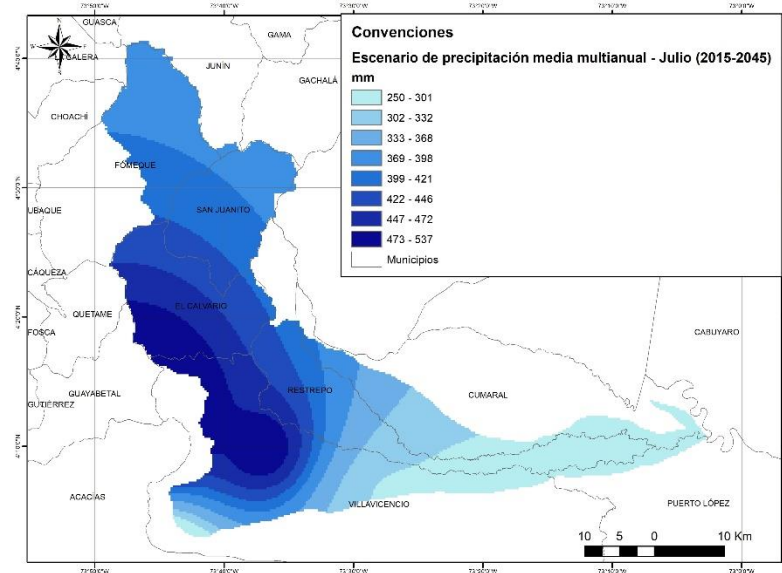 GUASCA
GAMA
LA GALERA
JUNÍN
GACHALÁ
CHOACHÍ
FÓMEQUE
UBAQUE
SAN JUANITO
CÁQUEZA
QUETAME
EL CALVARIO
FOSCA
CABUYARO
GUAYABETAL
RESTREPO
CUMARAL
GUTIÉRREZ
ACACÍAS
VILLAVICENCIO
PUERTO LÓPEZ
Convenciones
Escenario de precipitación media multianual - Julio (2015-2045)
mm
250 - 301
302 - 332
333 - 368
369 - 398
399 - 421
422 - 446
447 - 472
473 - 537
Municipios
10 5 0 10 Km